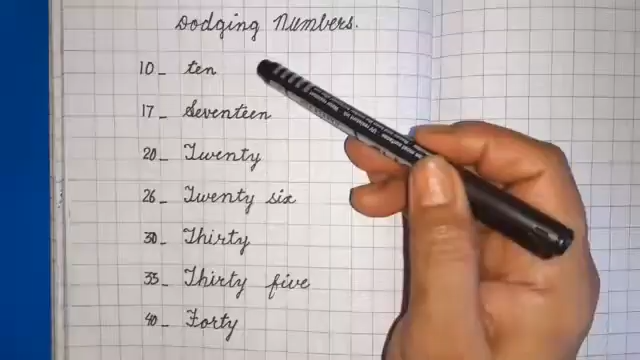 Dodging Numbers.
10_ ten
17_ Seventeen
20_ Twenty
26_ Twenty six
30_ Thirty
35_ Thirty five
40_ Forty